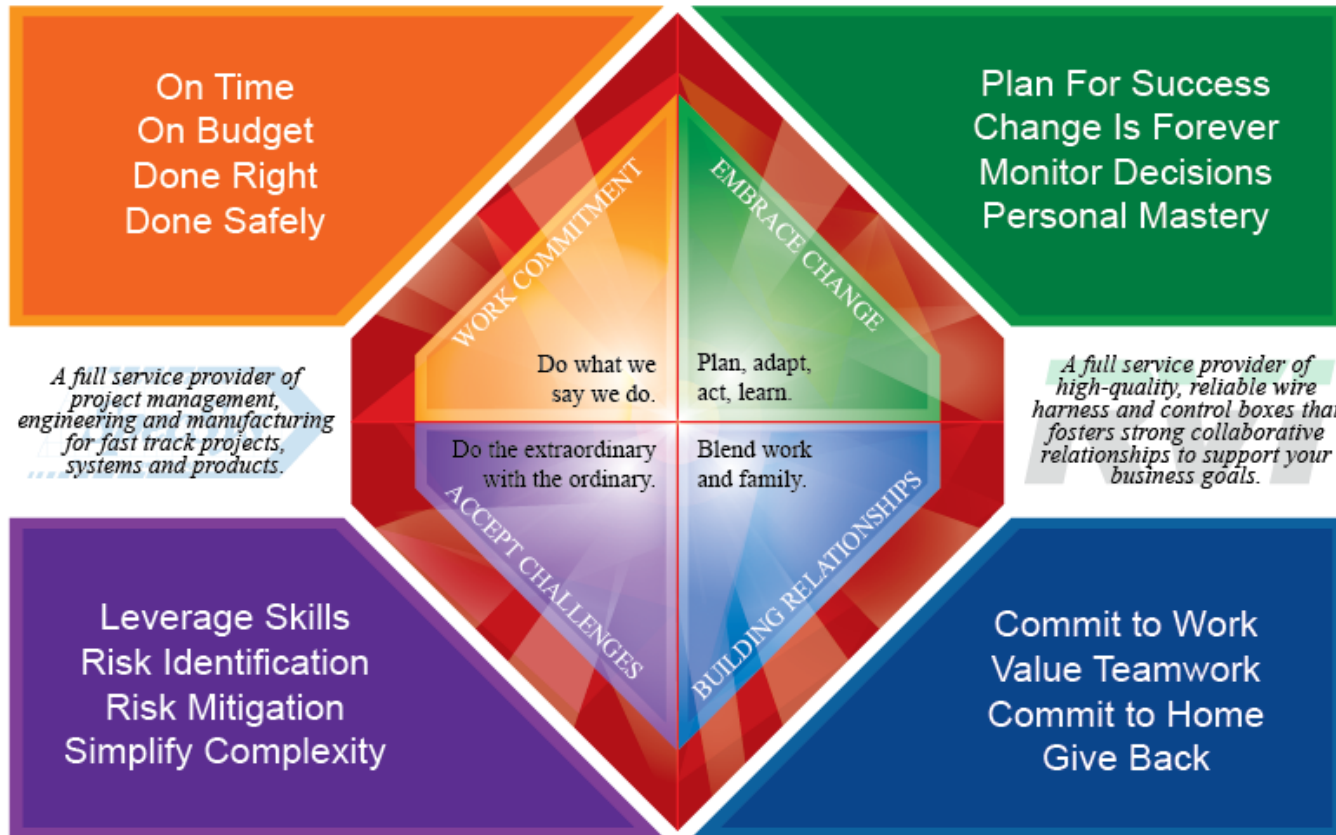 On Time
On Budget
Done Right
Done Safely
Plan For Success
Change Is Forever
Monitor Decisions
Personal Mastery
WORK COMMITMENT
EMBRACE CHANGE
Do what we
say we do.
Plan, adapt,
act, learn.
A full service provider of
project management,
engineering and manufacturing
for fast track projects,
systems and products.
A full service provider of
high-quality, reliable wire
harness and control boxes that
fosters strong collaborative
relationships to support your
business goals.
Do the extraordinary
with the ordinary.
Blend work
and family.
ACCEPT CHALLENGES
BUILDING RELATIONSHIPS
Leverage Skills
Risk Identification
Risk Mitigation
Simplify Complexity
Commit to Work
Value Teamwork
Commit to Home
Give Back